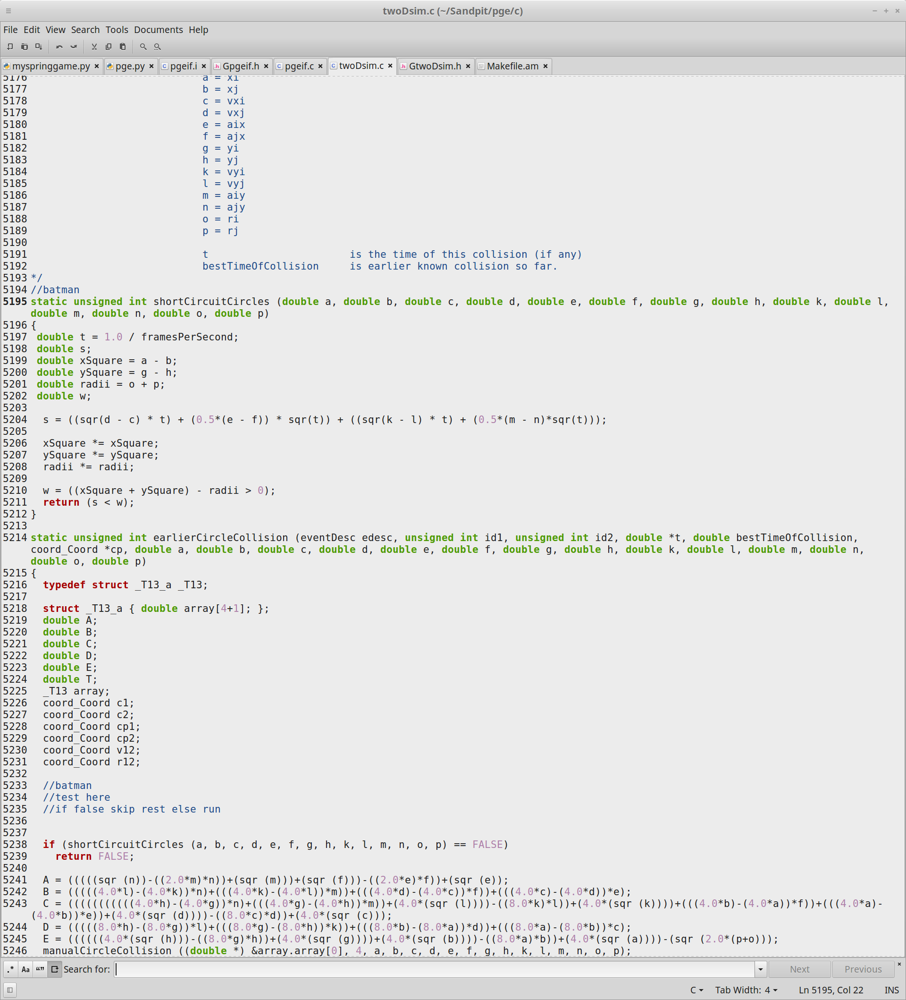 twoDsim.c (~/Sandpit/pge/c)
File Edit View Search Tools Documents Help
myspringgame.py pge.py pgeif.i Gpgeif.h pgeif.c twoDsim.c GtwoDsim.h Makefile.am
5176 a = xi
5177 b = xj
5178 c = vxi
5179 d = vxj
5180 e = aix
5181 f = ajx
5182 g = yi
5183 h = yj
5184 k = vyi
5185 l = vyj
5186 m = aiy
5187 n = ajy
5188 o = ri
5189 p = rj
5190
5191 t is the time of this collision (if any)
5192 bestTimeOfCollision is earlier known collision so far.
5193 */
5194 //batman
5195 static unsigned int shortCircuitCircles (double a, double b, double c, double d, double e, double f, double g, double h, double k, double l,
double m, double n, double o, double p)
5196 {
5197 double t = 1.0 / framesPerSecond;
5198 double s;
5199 double xSquare = a - b;
5200 double ySquare = g - h;
5201 double radii = o + p;
5202 double w;
5203
5204 s = ((sqr(d - c) * t) + (0.5*(e - f)) * sqr(t)) + ((sqr(k - l) * t) + (0.5*(m - n)*sqr(t)));
5205
5206 xSquare *= xSquare;
5207 ySquare *= ySquare;
5208 radii *= radii;
5209
5210 w = ((xSquare + ySquare) - radii > 0);
5211 return (s < w);
5212 }
5213
5214 static unsigned int earlierCircleCollision (eventDesc edesc, unsigned int id1, unsigned int id2, double *t, double bestTimeOfCollision,
coord_Coord *cp, double a, double b, double c, double d, double e, double f, double g, double h, double k, double l, double m, double n,
double o, double p)
5215 {
5216 typedef struct _T13_a _T13;
5217
5218 struct _T13_a { double array[4+1]; };
5219 double A;
5220 double B;
5221 double C;
5222 double D;
5223 double E;
5224 double T;
5225 _T13 array;
5226 coord_Coord c1;
5227 coord_Coord c2;
5228 coord_Coord cp1;
5229 coord_Coord cp2;
5230 coord_Coord v12;
5231 coord_Coord r12;
5232
5233 //batman
5234 //test here
5235 //if false skip rest else run
5236
5237
5238 if (shortCircuitCircles (a, b, c, d, e, f, g, h, k, l, m, n, o, p) == FALSE)
5239 return FALSE;
5240
5241 A = (((((sqr (n))-((2.0*m)*n))+(sqr (m)))+(sqr (f)))-((2.0*e)*f))+(sqr (e));
5242 B = (((((4.0*l)-(4.0*k))*n)+(((4.0*k)-(4.0*l))*m))+(((4.0*d)-(4.0*c))*f))+(((4.0*c)-(4.0*d))*e);
5243 C = (((((((((((4.0*h)-(4.0*g))*n)+(((4.0*g)-(4.0*h))*m))+(4.0*(sqr (l))))-((8.0*k)*l))+(4.0*(sqr (k))))+(((4.0*b)-(4.0*a))*f))+(((4.0*a)-
(4.0*b))*e))+(4.0*(sqr (d))))-((8.0*c)*d))+(4.0*(sqr (c)));
5244 D = (((((8.0*h)-(8.0*g))*l)+(((8.0*g)-(8.0*h))*k))+(((8.0*b)-(8.0*a))*d))+(((8.0*a)-(8.0*b))*c);
5245 E = ((((((4.0*(sqr (h)))-((8.0*g)*h))+(4.0*(sqr (g))))+(4.0*(sqr (b))))-((8.0*a)*b))+(4.0*(sqr (a))))-(sqr (2.0*(p+o)));
5246 manualCircleCollision ((double *) &array.array[0], 4, a, b, c, d, e, f, g, h, k, l, m, n, o, p);
.* Aa “” Search for: Next Previous
C Tab Width: 4 Ln 5195, Col 22 INS